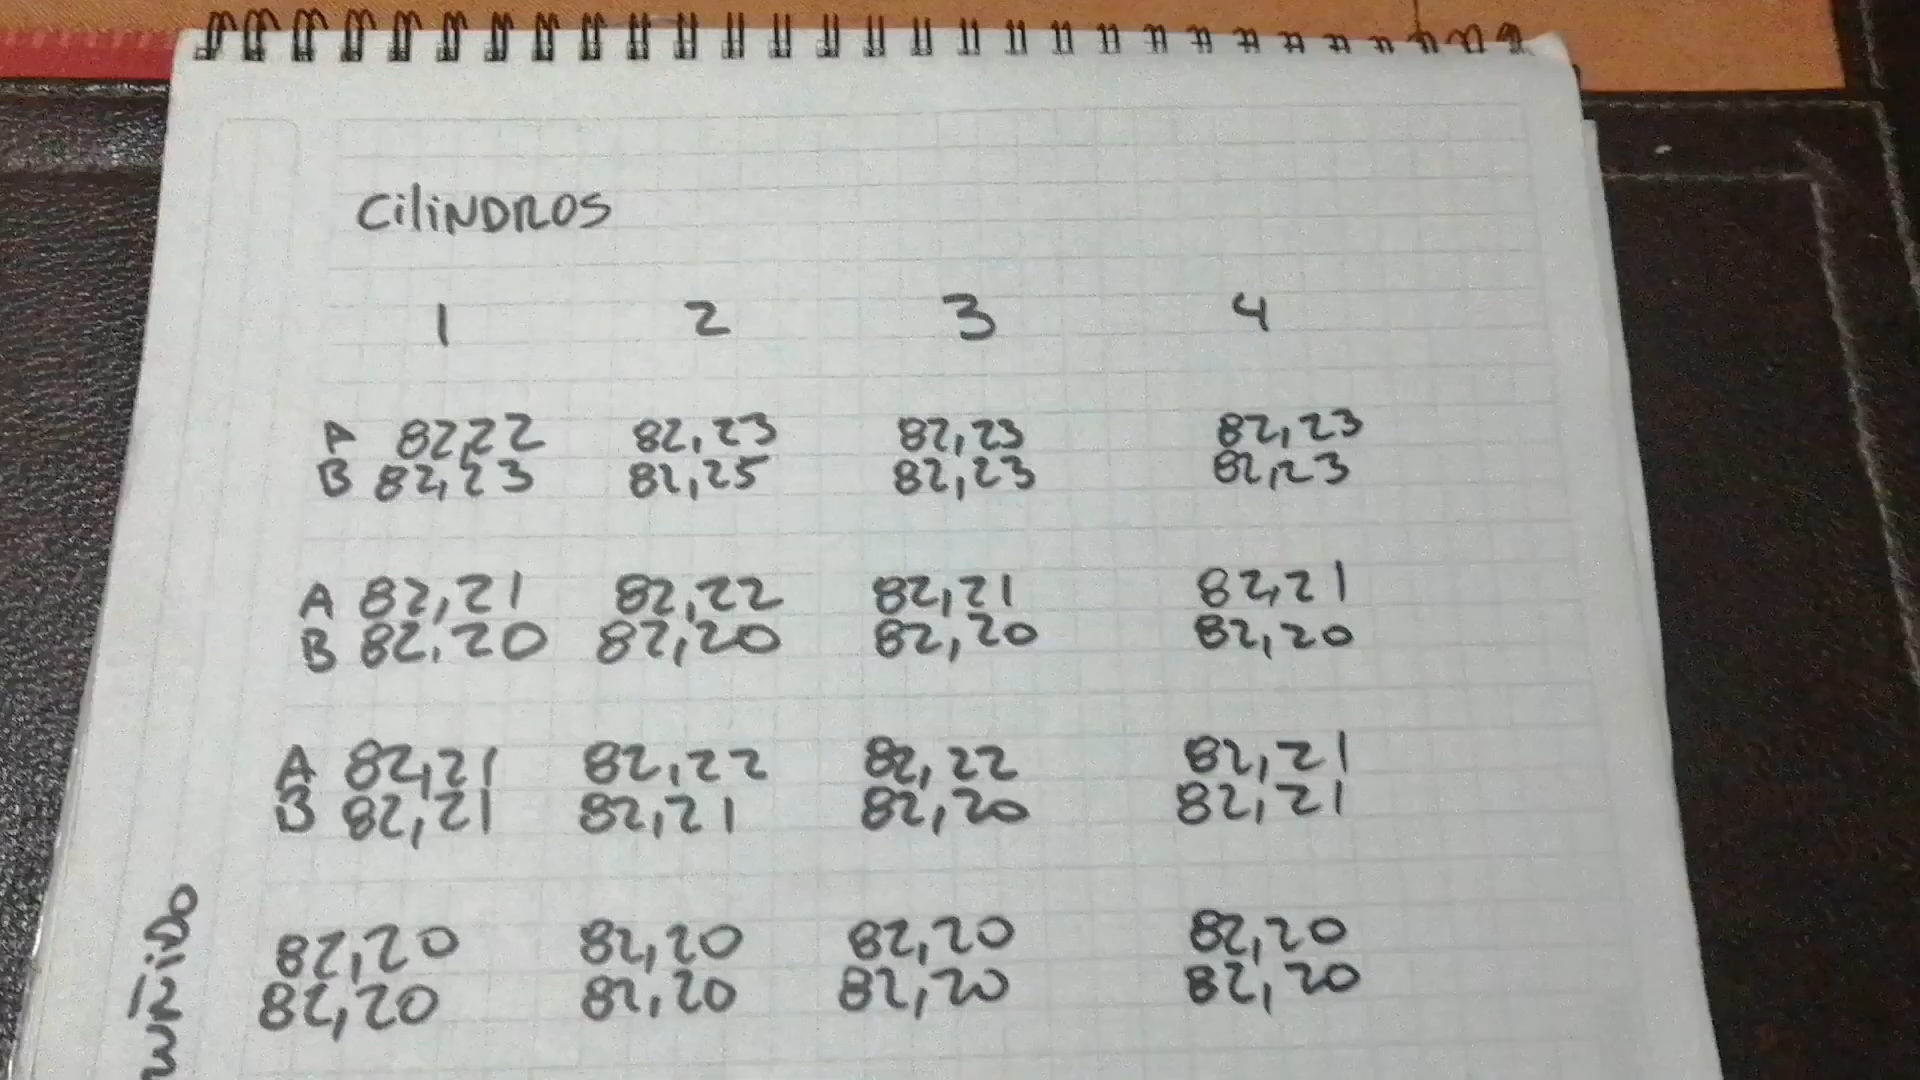 CiliNDROS
1 2 3 4
A 82,22 82,23 82,23 82,23
B 82,23 82,25 82,23 82,23
A 82,21 82,22 82,21 82,21
B 82,20 82,20 82,20 82,20
A 82,21 82,22 82,22 82,21
B 82,21 82,21 82,20 82,21
82,20 82,20 82,20 82,20
82,20 82,20 82,20 82,20